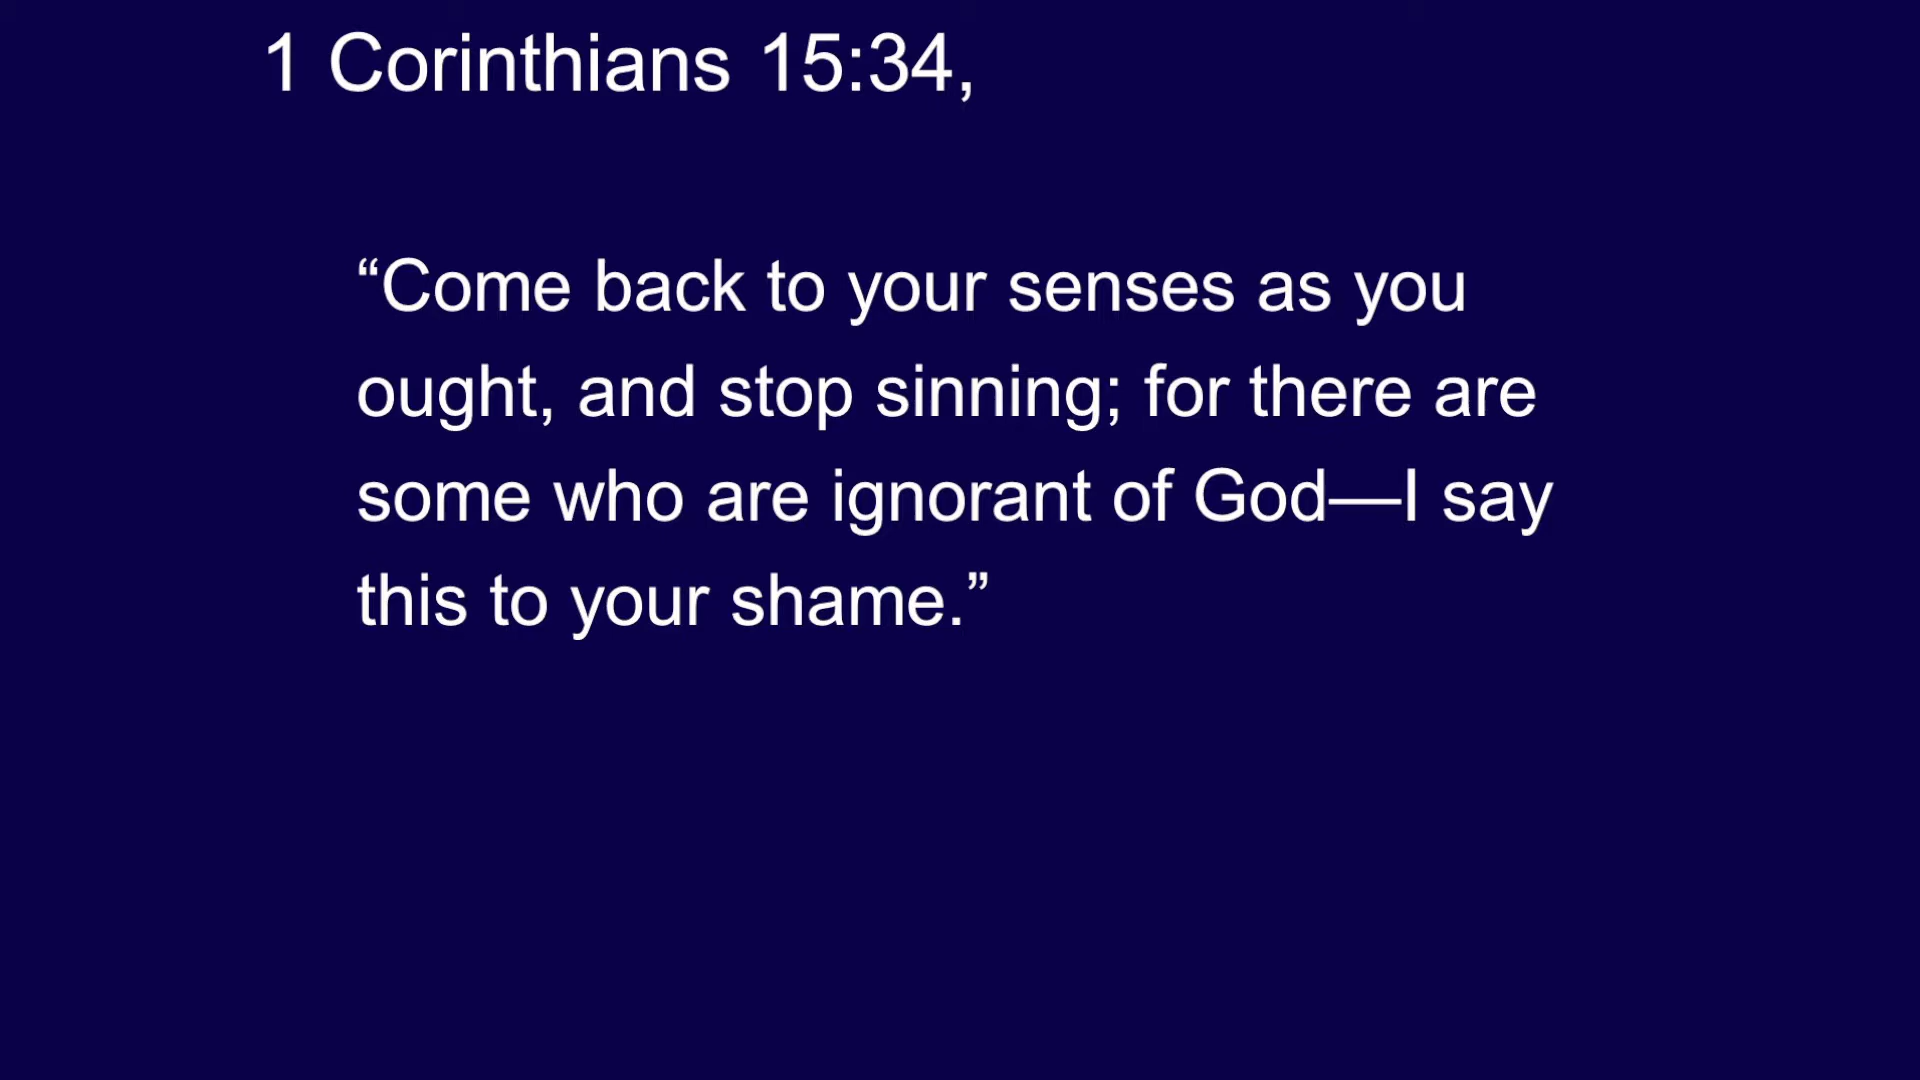 1 Corinthians 15:34,
“Come back to your senses as you
ought, and stop sinning; for there are
some who are ignorant of God—I say
this to your shame.”